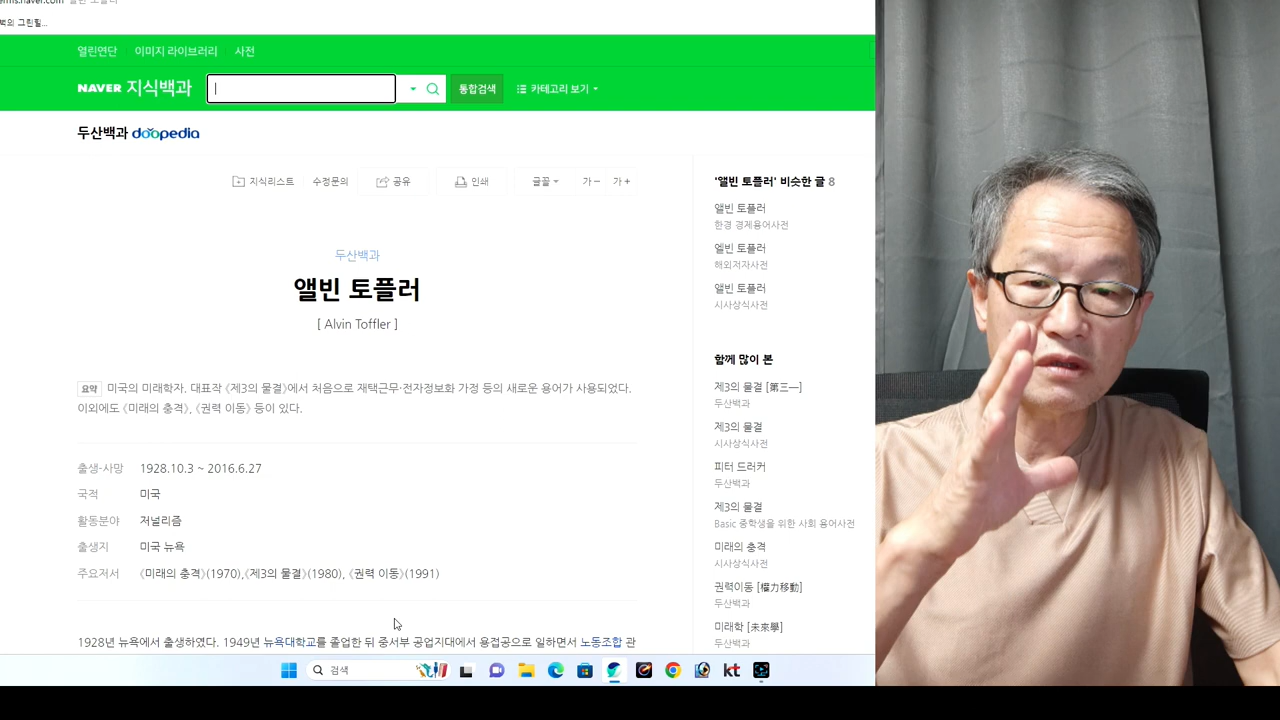 terms.naver.com 앨빈 토플러
북의 그린힐...
열린연단 이미지 라이브러리 사전
NAVER 지식백과 통합검색 카테고리 보기
두산백과 doopedia
지식리스트 수정문의 공유 인쇄 글꼴 가- 가+
두산백과
앨빈 토플러
[ Alvin Toffler ]
요약 미국의 미래학자. 대표작 《제3의 물결》에서 처음으로 재택근무·전자정보화 가정 등의 새로운 용어가 사용되었다.
이외에도 《미래의 충격》, 《권력 이동》 등이 있다.
출생-사망 1928.10.3 ~ 2016.6.27
국적 미국
활동분야 저널리즘
출생지 미국 뉴욕
주요저서 《미래의 충격》(1970),《제3의 물결》(1980), 《권력 이동》(1991)
1928년 뉴욕에서 출생하였다. 1949년 뉴욕대학교를 졸업한 뒤 중서부 공업지대에서 용접공으로 일하면서 노동조합 관
'앨빈 토플러' 비슷한 글 8
앨빈 토플러
한경 경제용어사전
엘빈 토플러
해외저자사전
앨빈 토플러
시사상식사전
함께 많이 본
제3의 물결 [第三―]
두산백과
제3의 물결
시사상식사전
피터 드러커
두산백과
제3의 물결
Basic 중학생을 위한 사회 용어사전
미래의 충격
시사상식사전
권력이동 [權力移動]
두산백과
미래학 [未來學]
두산백과
검색
kt